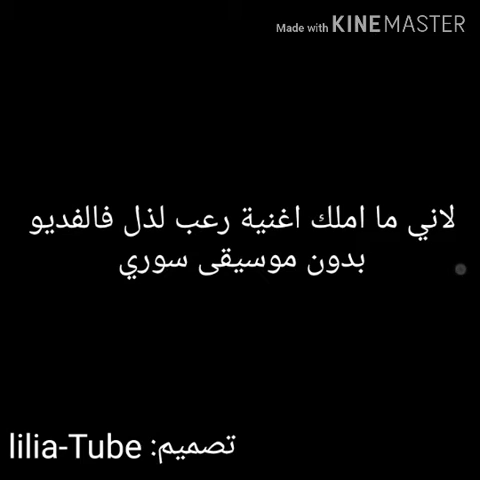 Made with KINEMASTER
لاني ما املك اغنية رعب لذل فالفديو
بدون موسيقى سوري
تصميم: lilia-Tube